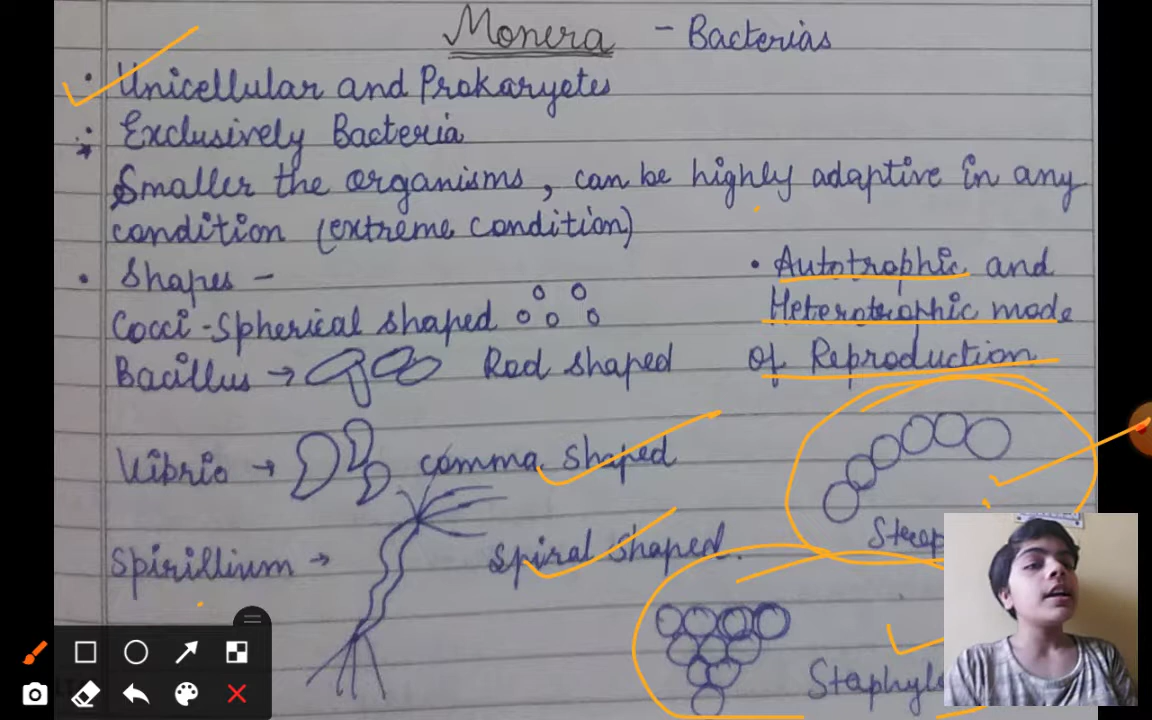 Monera - Bacterias
• Unicellular and Prokaryetes
• Exclusively Bacteria
Smaller the organisms, can be highly adaptive in any
condition (extreme condition)
• Shapes -
Cocci - Spherical shaped
Bacillus → Rod shaped
Vibrio → comma shaped
Spirillium → Spiral shaped.
• Autotrophic and
Heterotrophic mode
of Reproduction